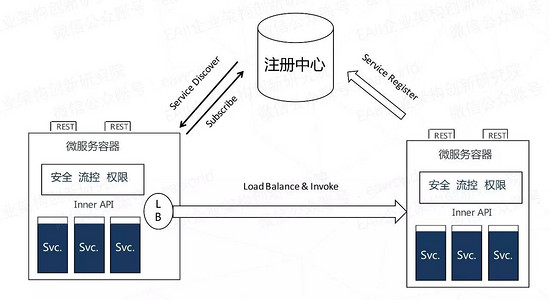 注册中心
Service Discover
Subscribe
Service Register
REST
REST
微服务容器
安全 流控 权限
Inner API
Svc.
Svc.
Svc.
L
B
Load Balance & Invoke
REST
REST
微服务容器
安全 流控 权限
Inner API
Svc.
Svc.
Svc.